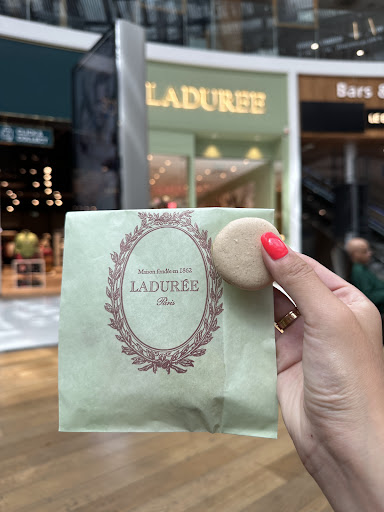 LADURÉE
Bars &
Maison fondée en 1862
LADURÉE
Paris